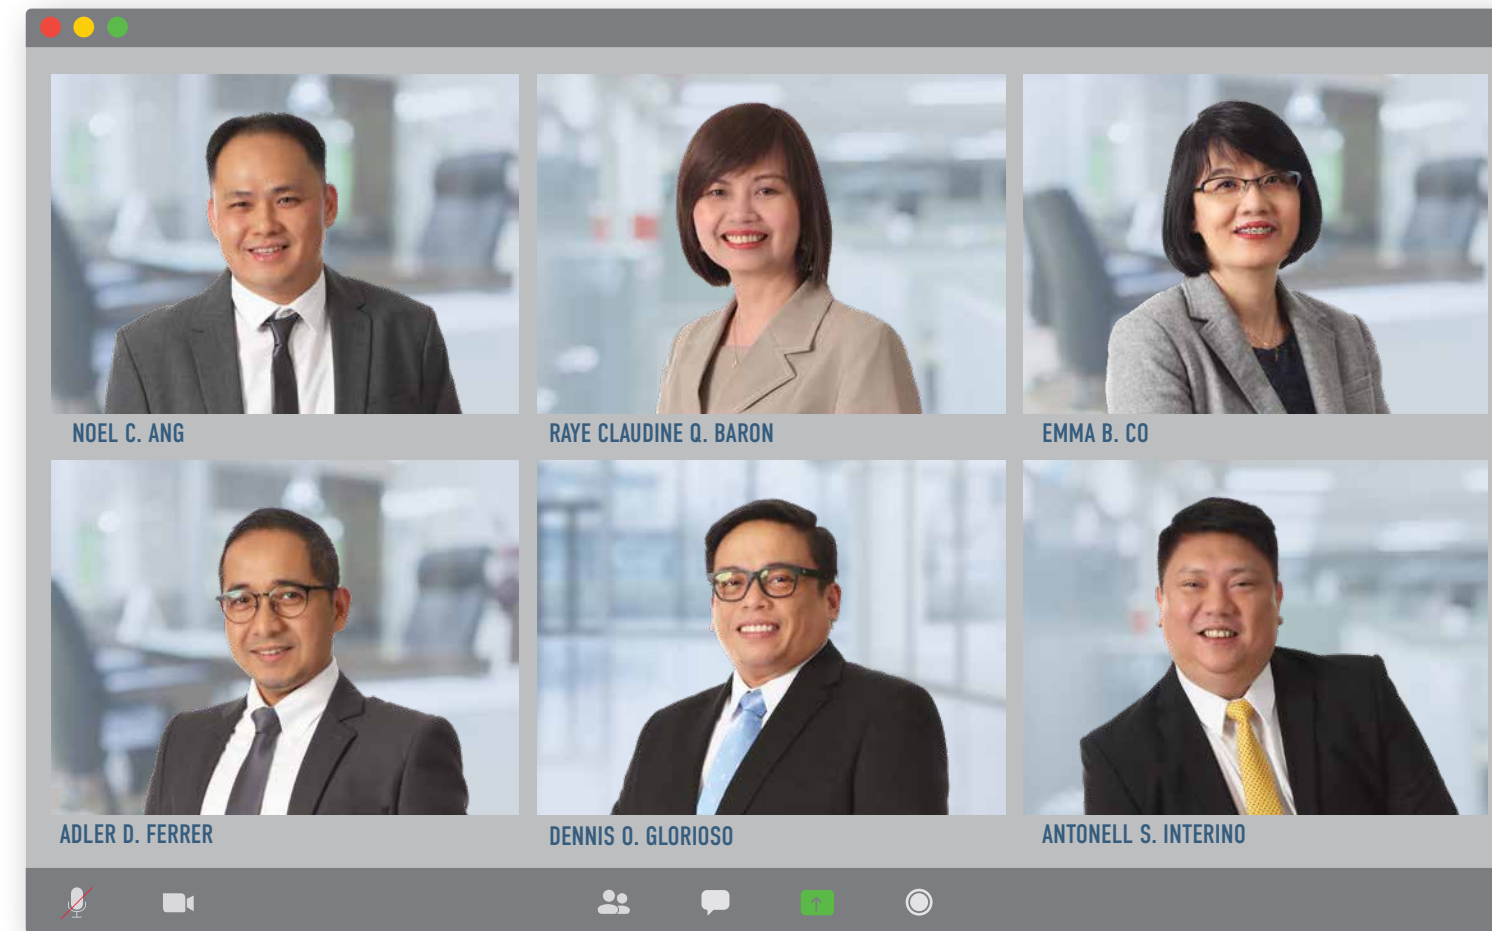 NOEL C. ANG
RAYE CLAUDINE Q. BARON
EMMA B. CO
ADLER D. FERRER
DENNIS O. GLORIOSO
ANTONELL S. INTERINO